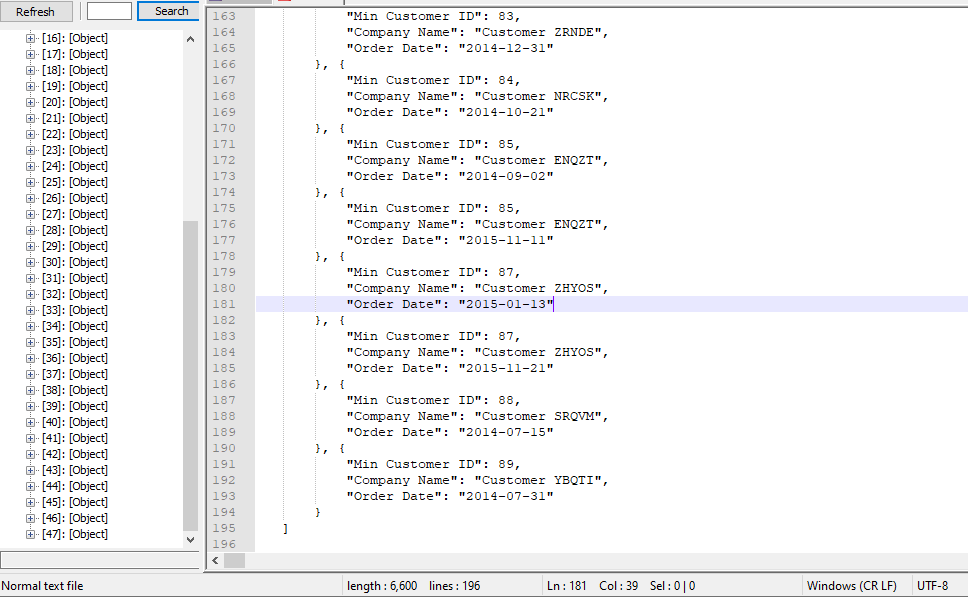 Refresh
Search
[16]: [Object]
[17]: [Object]
[18]: [Object]
[19]: [Object]
[20]: [Object]
[21]: [Object]
[22]: [Object]
[23]: [Object]
[24]: [Object]
[25]: [Object]
[26]: [Object]
[27]: [Object]
[28]: [Object]
[29]: [Object]
[30]: [Object]
[31]: [Object]
[32]: [Object]
[33]: [Object]
[34]: [Object]
[35]: [Object]
[36]: [Object]
[37]: [Object]
[38]: [Object]
[39]: [Object]
[40]: [Object]
[41]: [Object]
[42]: [Object]
[43]: [Object]
[44]: [Object]
[45]: [Object]
[46]: [Object]
[47]: [Object]
163 "Min Customer ID": 83,
164 "Company Name": "Customer ZRNDE",
165 "Order Date": "2014-12-31"
166 }, {
167 "Min Customer ID": 84,
168 "Company Name": "Customer NRCSK",
169 "Order Date": "2014-10-21"
170 }, {
171 "Min Customer ID": 85,
172 "Company Name": "Customer ENQZT",
173 "Order Date": "2014-09-02"
174 }, {
175 "Min Customer ID": 85,
176 "Company Name": "Customer ENQZT",
177 "Order Date": "2015-11-11"
178 }, {
179 "Min Customer ID": 87,
180 "Company Name": "Customer ZHYOS",
181 "Order Date": "2015-01-13"
182 }, {
183 "Min Customer ID": 87,
184 "Company Name": "Customer ZHYOS",
185 "Order Date": "2015-11-21"
186 }, {
187 "Min Customer ID": 88,
188 "Company Name": "Customer SRQVM",
189 "Order Date": "2014-07-15"
190 }, {
191 "Min Customer ID": 89,
192 "Company Name": "Customer YBQTI",
193 "Order Date": "2014-07-31"
194 }
195 ]
196
Normal text file length : 6,600 lines : 196 Ln : 181 Col : 39 Sel : 0 | 0 Windows (CR LF) UTF-8